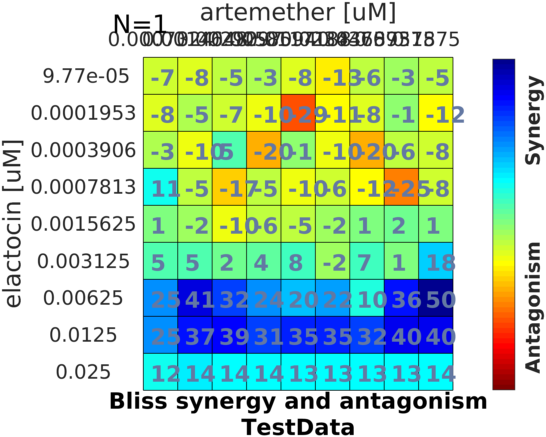 artemether [uM]
N=1
9.77e-05 -7 -8 -5 -3 -8 -13 -6 -3 -5
0.0001953 -8 -5 -7 -10 -29 -11 -8 -1 -12
0.0003906 -3 -10 5 -20 -1 -10 -20 -6 -8
0.0007813 11 -5 -17 -5 -10 -6 -12 -25 -8
0.0015625 1 -2 -10 -6 -5 -2 1 2 1
0.003125 5 5 2 4 8 -2 7 1 18
0.00625 25 41 32 24 20 22 10 36 50
0.0125 25 37 39 31 35 35 32 40 40
0.025 12 14 14 14 13 13 13 13 14
elactocin [uM]
Synergy
Antagonism
Bliss synergy and antagonism
TestData